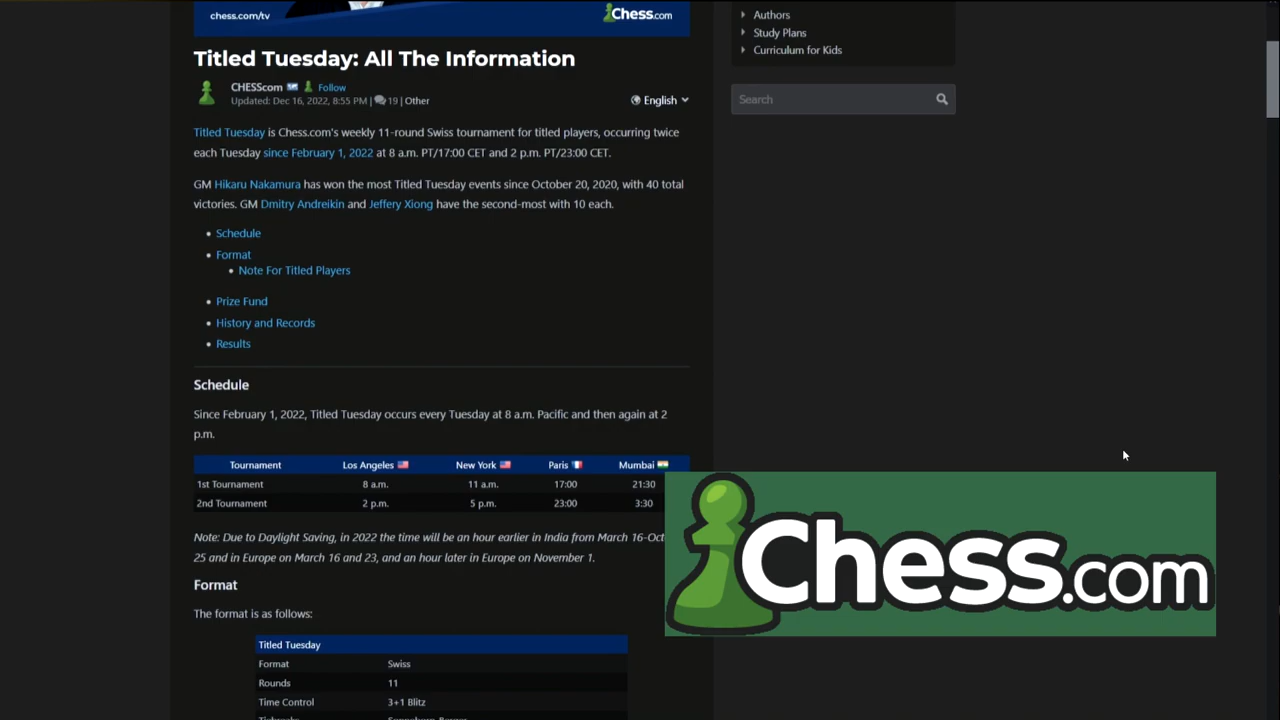 chess.com/tv
Chess.com
Titled Tuesday: All The Information
CHESScom Follow
Updated: Dec 16, 2022, 8:55 PM | 19 | Other
English
Titled Tuesday is Chess.com's weekly 11-round Swiss tournament for titled players, occurring twice
each Tuesday since February 1, 2022 at 8 a.m. PT/17:00 CET and 2 p.m. PT/23:00 CET.
GM Hikaru Nakamura has won the most Titled Tuesday events since October 20, 2020, with 40 total
victories. GM Dmitry Andreikin and Jeffery Xiong have the second-most with 10 each.
• Schedule
• Format
• Note For Titled Players
• Prize Fund
• History and Records
• Results
Schedule
Since February 1, 2022, Titled Tuesday occurs every Tuesday at 8 a.m. Pacific and then again at 2
p.m.
Tournament Los Angeles New York Paris Mumbai
1st Tournament 8 a.m. 11 a.m. 17:00 21:30
2nd Tournament 2 p.m. 5 p.m. 23:00 3:30
Note: Due to Daylight Saving, in 2022 the time will be an hour earlier in India from March 16-Oct
25 and in Europe on March 16 and 23, and an hour later in Europe on November 1.
Format
The format is as follows:
Titled Tuesday
Format Swiss
Rounds 11
Time Control 3+1 Blitz
Authors
Study Plans
Curriculum for Kids
Search
Chess.com